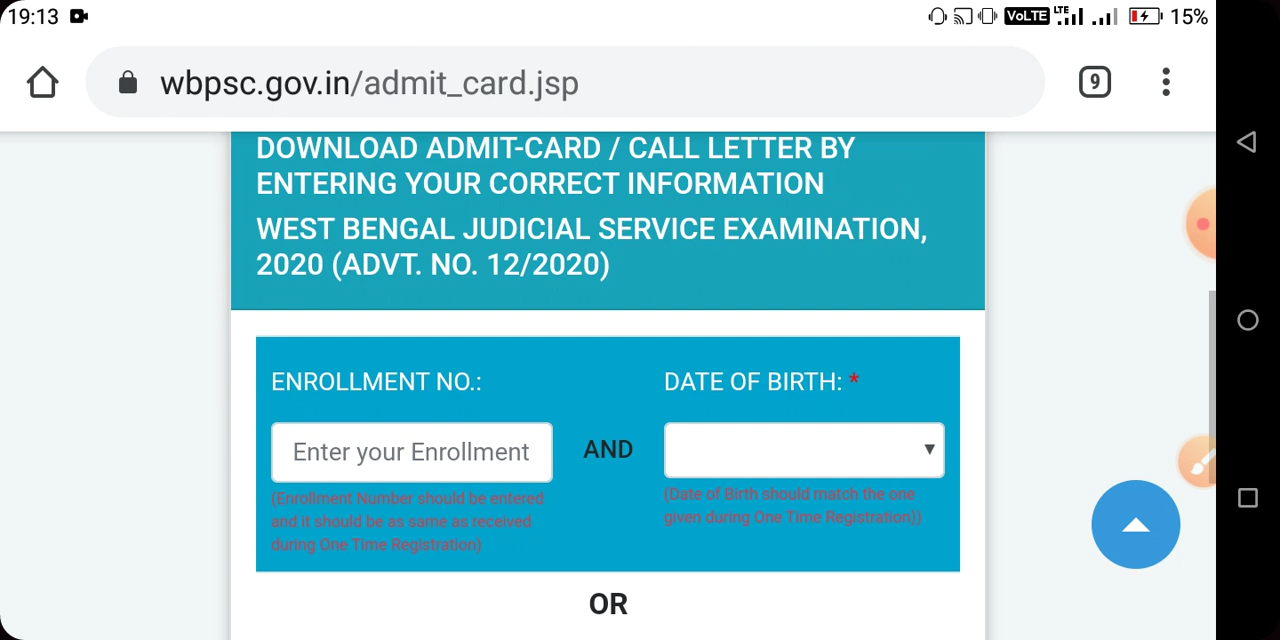 19:13 VoLTE LTE 15%
wbpsc.gov.in/admit_card.jsp 9
DOWNLOAD ADMIT-CARD / CALL LETTER BY
ENTERING YOUR CORRECT INFORMATION
WEST BENGAL JUDICIAL SERVICE EXAMINATION,
2020 (ADVT. NO. 12/2020)
ENROLLMENT NO.: DATE OF BIRTH: *
Enter your Enrollment AND
(Enrollment Number should be entered
and it should be as same as received
during One Time Registration)
(Date of Birth should match the one
given during One Time Registration))
OR